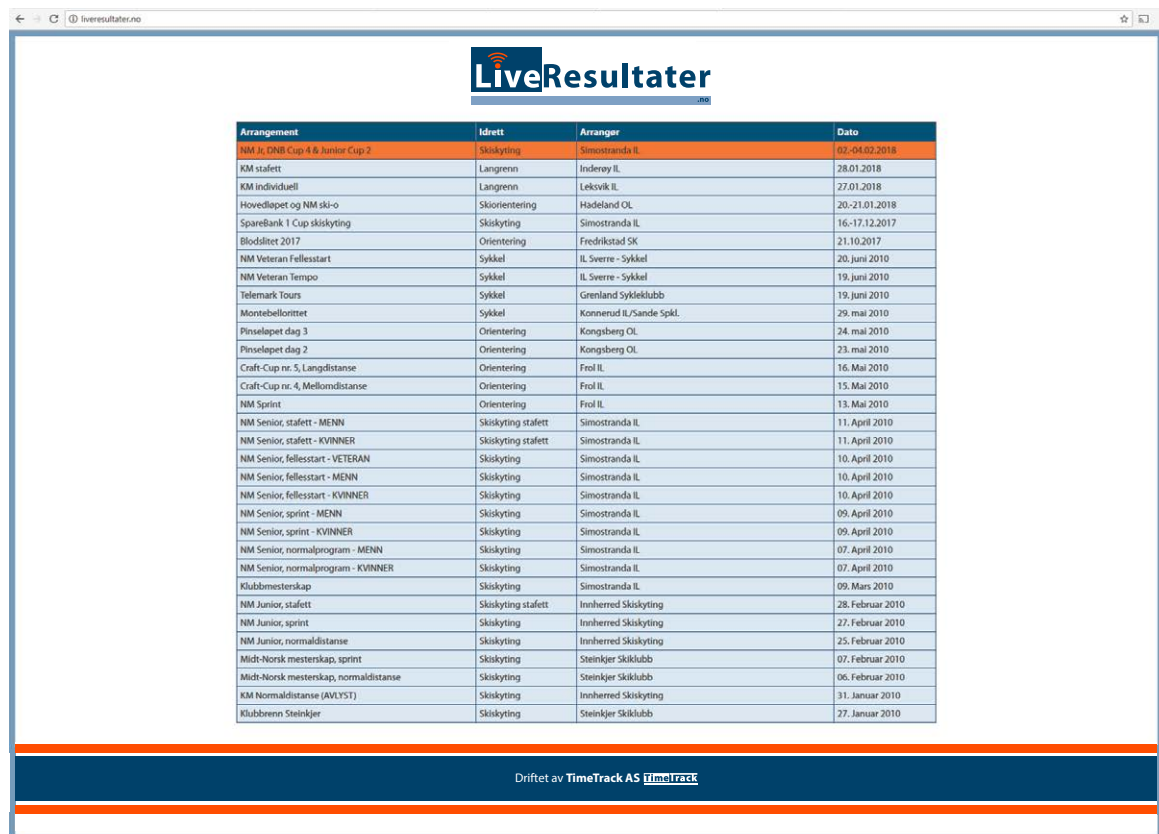 liveresultater.no
LiveResultater
.no
Arrangement Idrett Arrangør Dato
NM Jr, DNB Cup 4 & Junior Cup 2 Skiskyting Simostranda IL 02.-04.02.2018
KM stafett Langrenn Inderøy IL 28.01.2018
KM individuell Langrenn Leksvik IL 27.01.2018
Hovedløpet og NM ski-o Skiorientering Hadeland OL 20.-21.01.2018
SpareBank 1 Cup skiskyting Skiskyting Simostranda IL 16.-17.12.2017
Blodslitet 2017 Orientering Fredrikstad SK 21.10.2017
NM Veteran Fellesstart Sykkel IL Sverre - Sykkel 20. juni 2010
NM Veteran Tempo Sykkel IL Sverre - Sykkel 19. juni 2010
Telemark Tours Sykkel Grenland Sykleklubb 19. juni 2010
Montebellorittet Sykkel Konnerud IL/Sande Spkl. 29. mai 2010
Pinseløpet dag 3 Orientering Kongsberg OL 24. mai 2010
Pinseløpet dag 2 Orientering Kongsberg OL 23. mai 2010
Craft-Cup nr. 5, Langdistanse Orientering Frol IL 16. Mai 2010
Craft-Cup nr. 4, Mellomdistanse Orientering Frol IL 15. Mai 2010
NM Sprint Orientering Frol IL 13. Mai 2010
NM Senior, stafett - MENN Skiskyting stafett Simostranda IL 11. April 2010
NM Senior, stafett - KVINNER Skiskyting stafett Simostranda IL 11. April 2010
NM Senior, fellesstart - VETERAN Skiskyting Simostranda IL 10. April 2010
NM Senior, fellesstart - MENN Skiskyting Simostranda IL 10. April 2010
NM Senior, fellesstart - KVINNER Skiskyting Simostranda IL 10. April 2010
NM Senior, sprint - MENN Skiskyting Simostranda IL 09. April 2010
NM Senior, sprint - KVINNER Skiskyting Simostranda IL 09. April 2010
NM Senior, normalprogram - MENN Skiskyting Simostranda IL 07. April 2010
NM Senior, normalprogram - KVINNER Skiskyting Simostranda IL 07. April 2010
Klubbmesterskap Skiskyting Simostranda IL 09. Mars 2010
NM Junior, stafett Skiskyting stafett Innherred Skiskyting 28. Februar 2010
NM Junior, sprint Skiskyting Innherred Skiskyting 27. Februar 2010
NM Junior, normaldistanse Skiskyting Innherred Skiskyting 25. Februar 2010
Midt-Norsk mesterskap, sprint Skiskyting Steinkjer Skiklubb 07. Februar 2010
Midt-Norsk mesterskap, normaldistanse Skiskyting Steinkjer Skiklubb 06. Februar 2010
KM Normaldistanse (AVLYST) Skiskyting Innherred Skiskyting 31. Januar 2010
Klubbrenn Steinkjer Skiskyting Steinkjer Skiklubb 27. Januar 2010
Driftet av TimeTrack AS TimeTrack